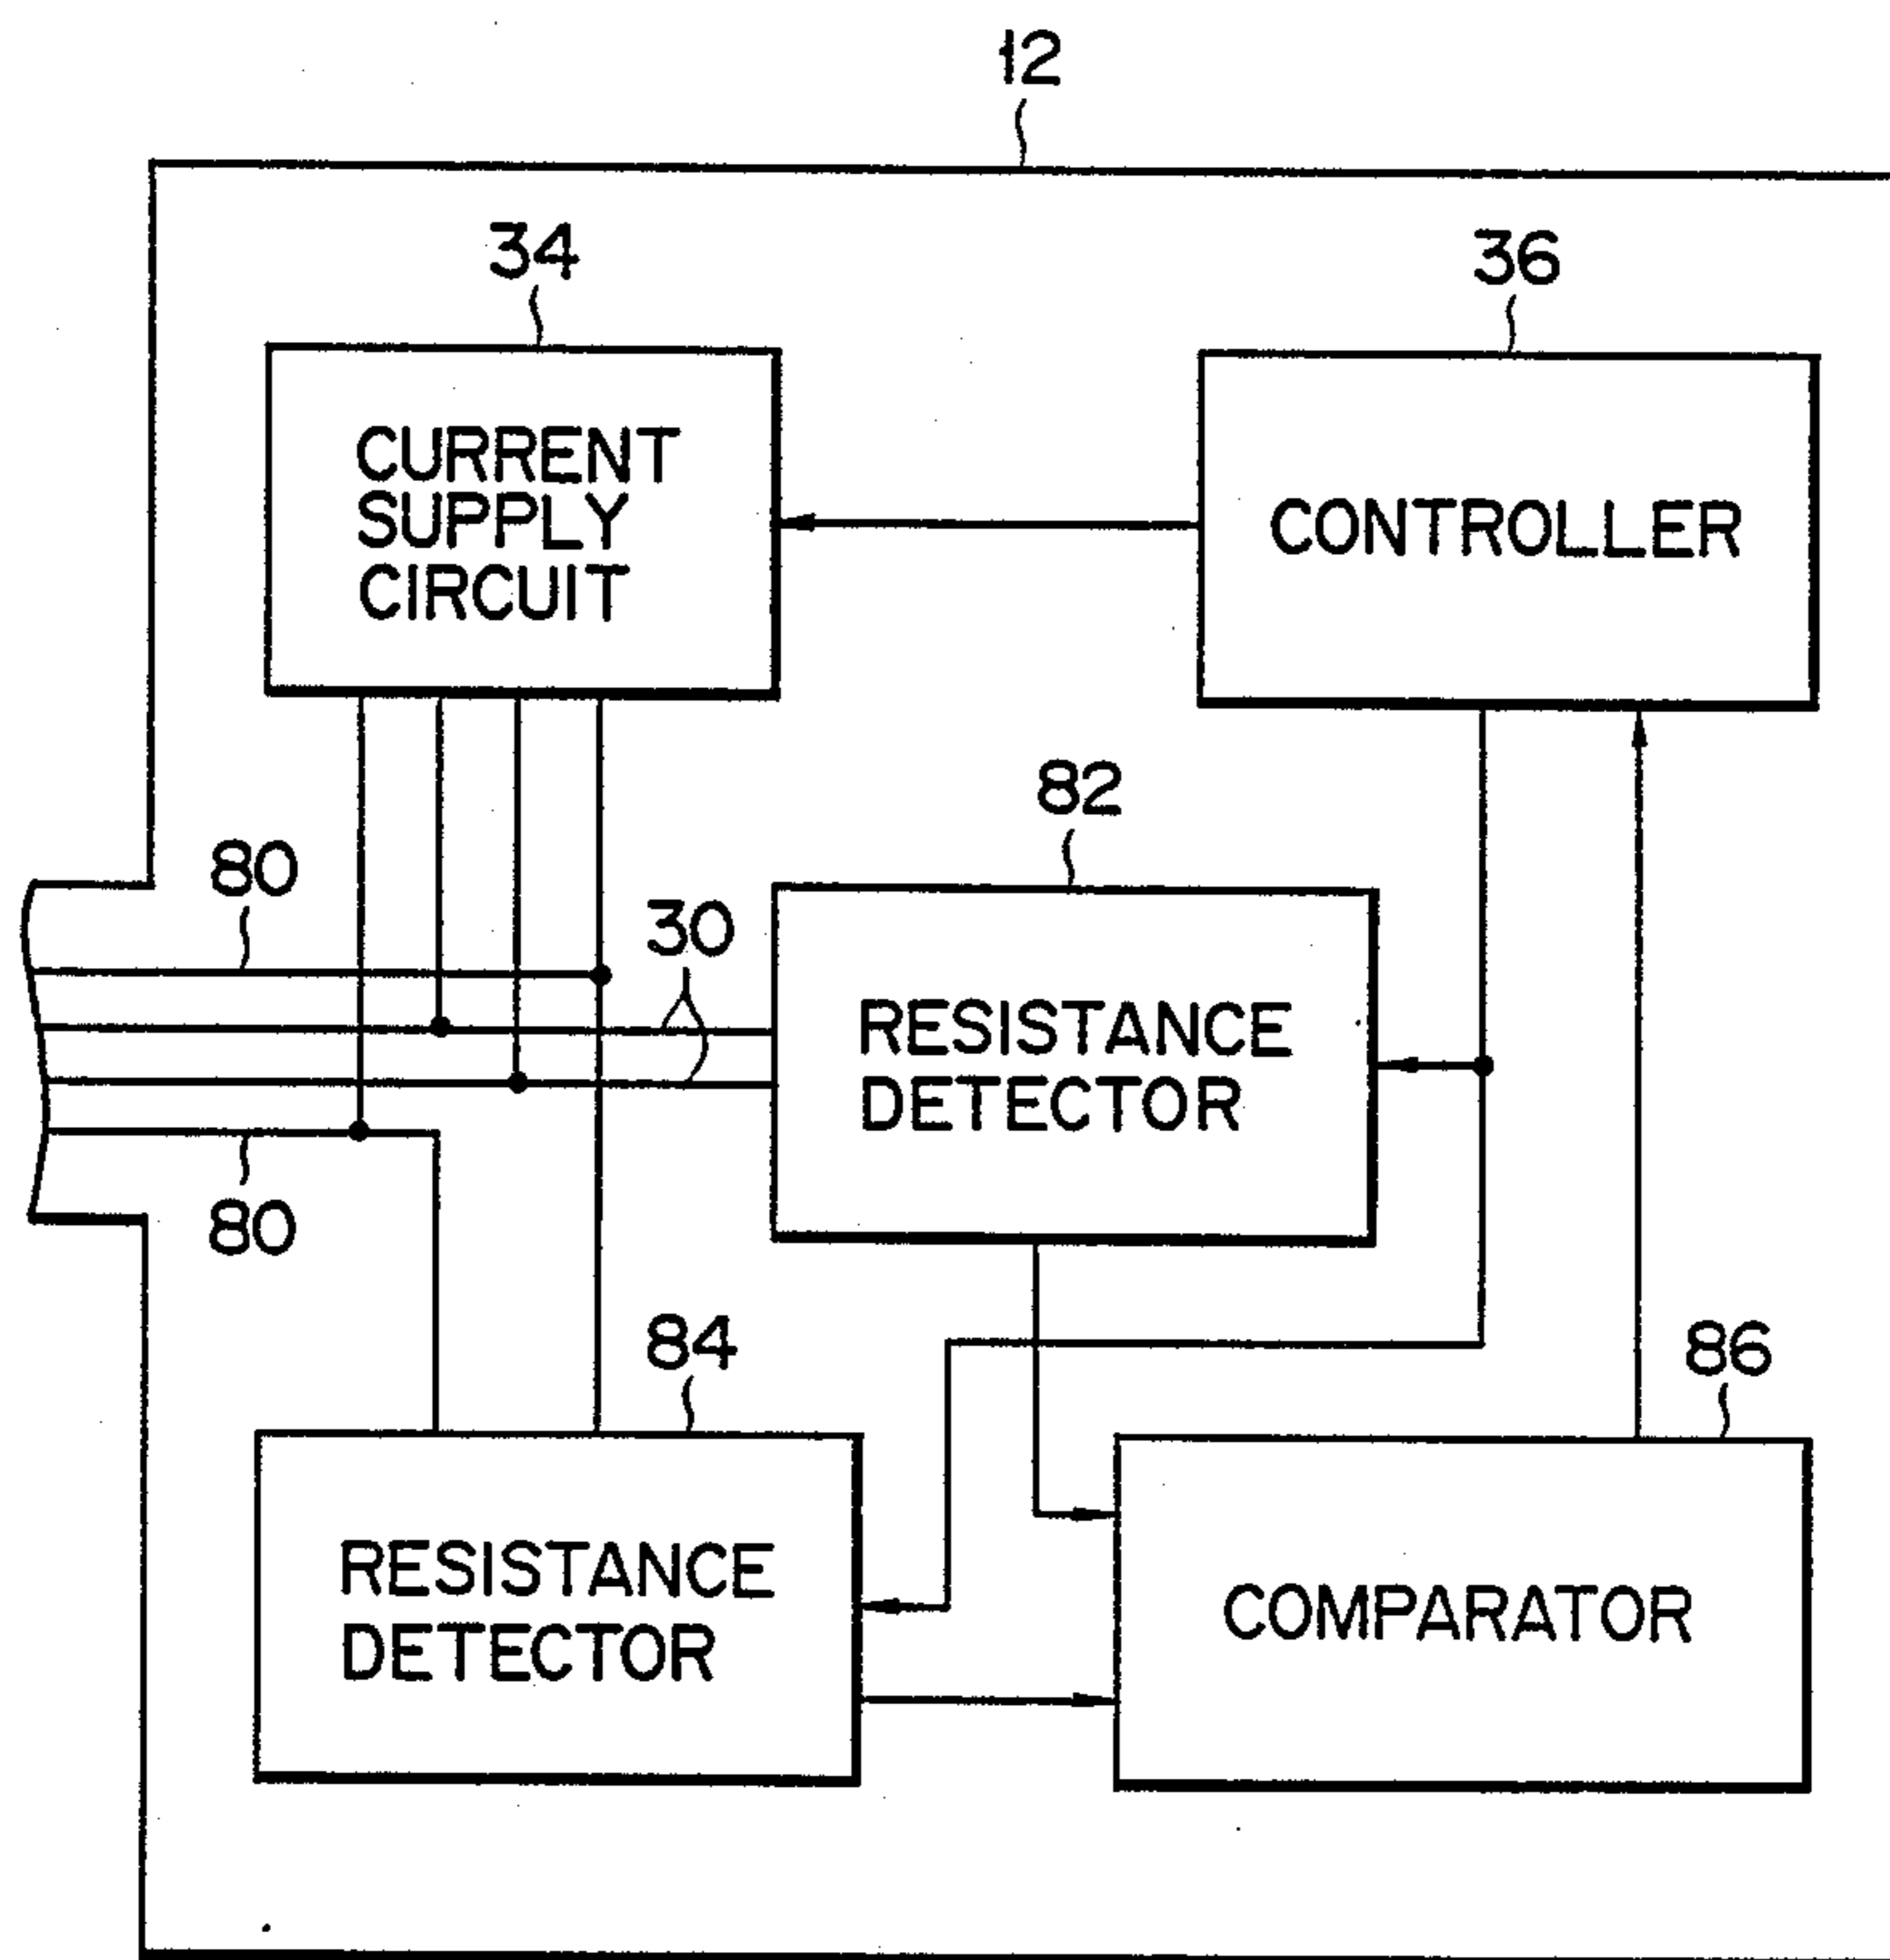 12
34
36
CURRENT
SUPPLY
CIRCUIT
CONTROLLER
82
80
30
RESISTANCE
DETECTOR
80
84
86
RESISTANCE
DETECTOR
COMPARATOR